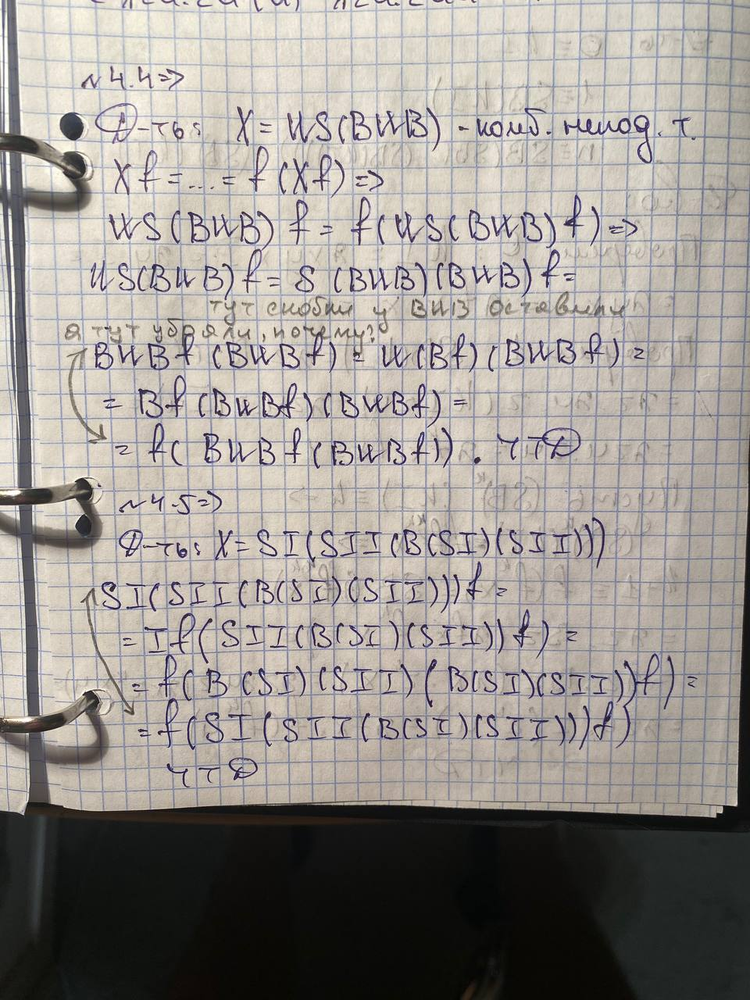 N4.4 =>
Д-ть: X = WS(BWB) - комб. непод. т.
Xf = ... = f(Xf) =>
WS(BWB) f = f(WS(BWB) f) =>
WS(BWB) f = S (BWB)(BWB) f =
тут скобки у BWB оставили
а тут убрали, почему?
BWBf (BWBf) = W(Bf)(BWBf) =
= Bf (BWBf)(BWBf) =
= f( BWBf (BWBf)) . ЧТД
N4.5 =>
Д-ть: X = SI(SII(B(SI)(SII)))
SI(SII(B(SI)(SII)))f =
= If(SII(B(SI)(SII))f) =
= f(B(SI)(SII)(B(SI)(SII))f) =
= f(SI(SII(B(SI)(SII)))f)
ЧТД